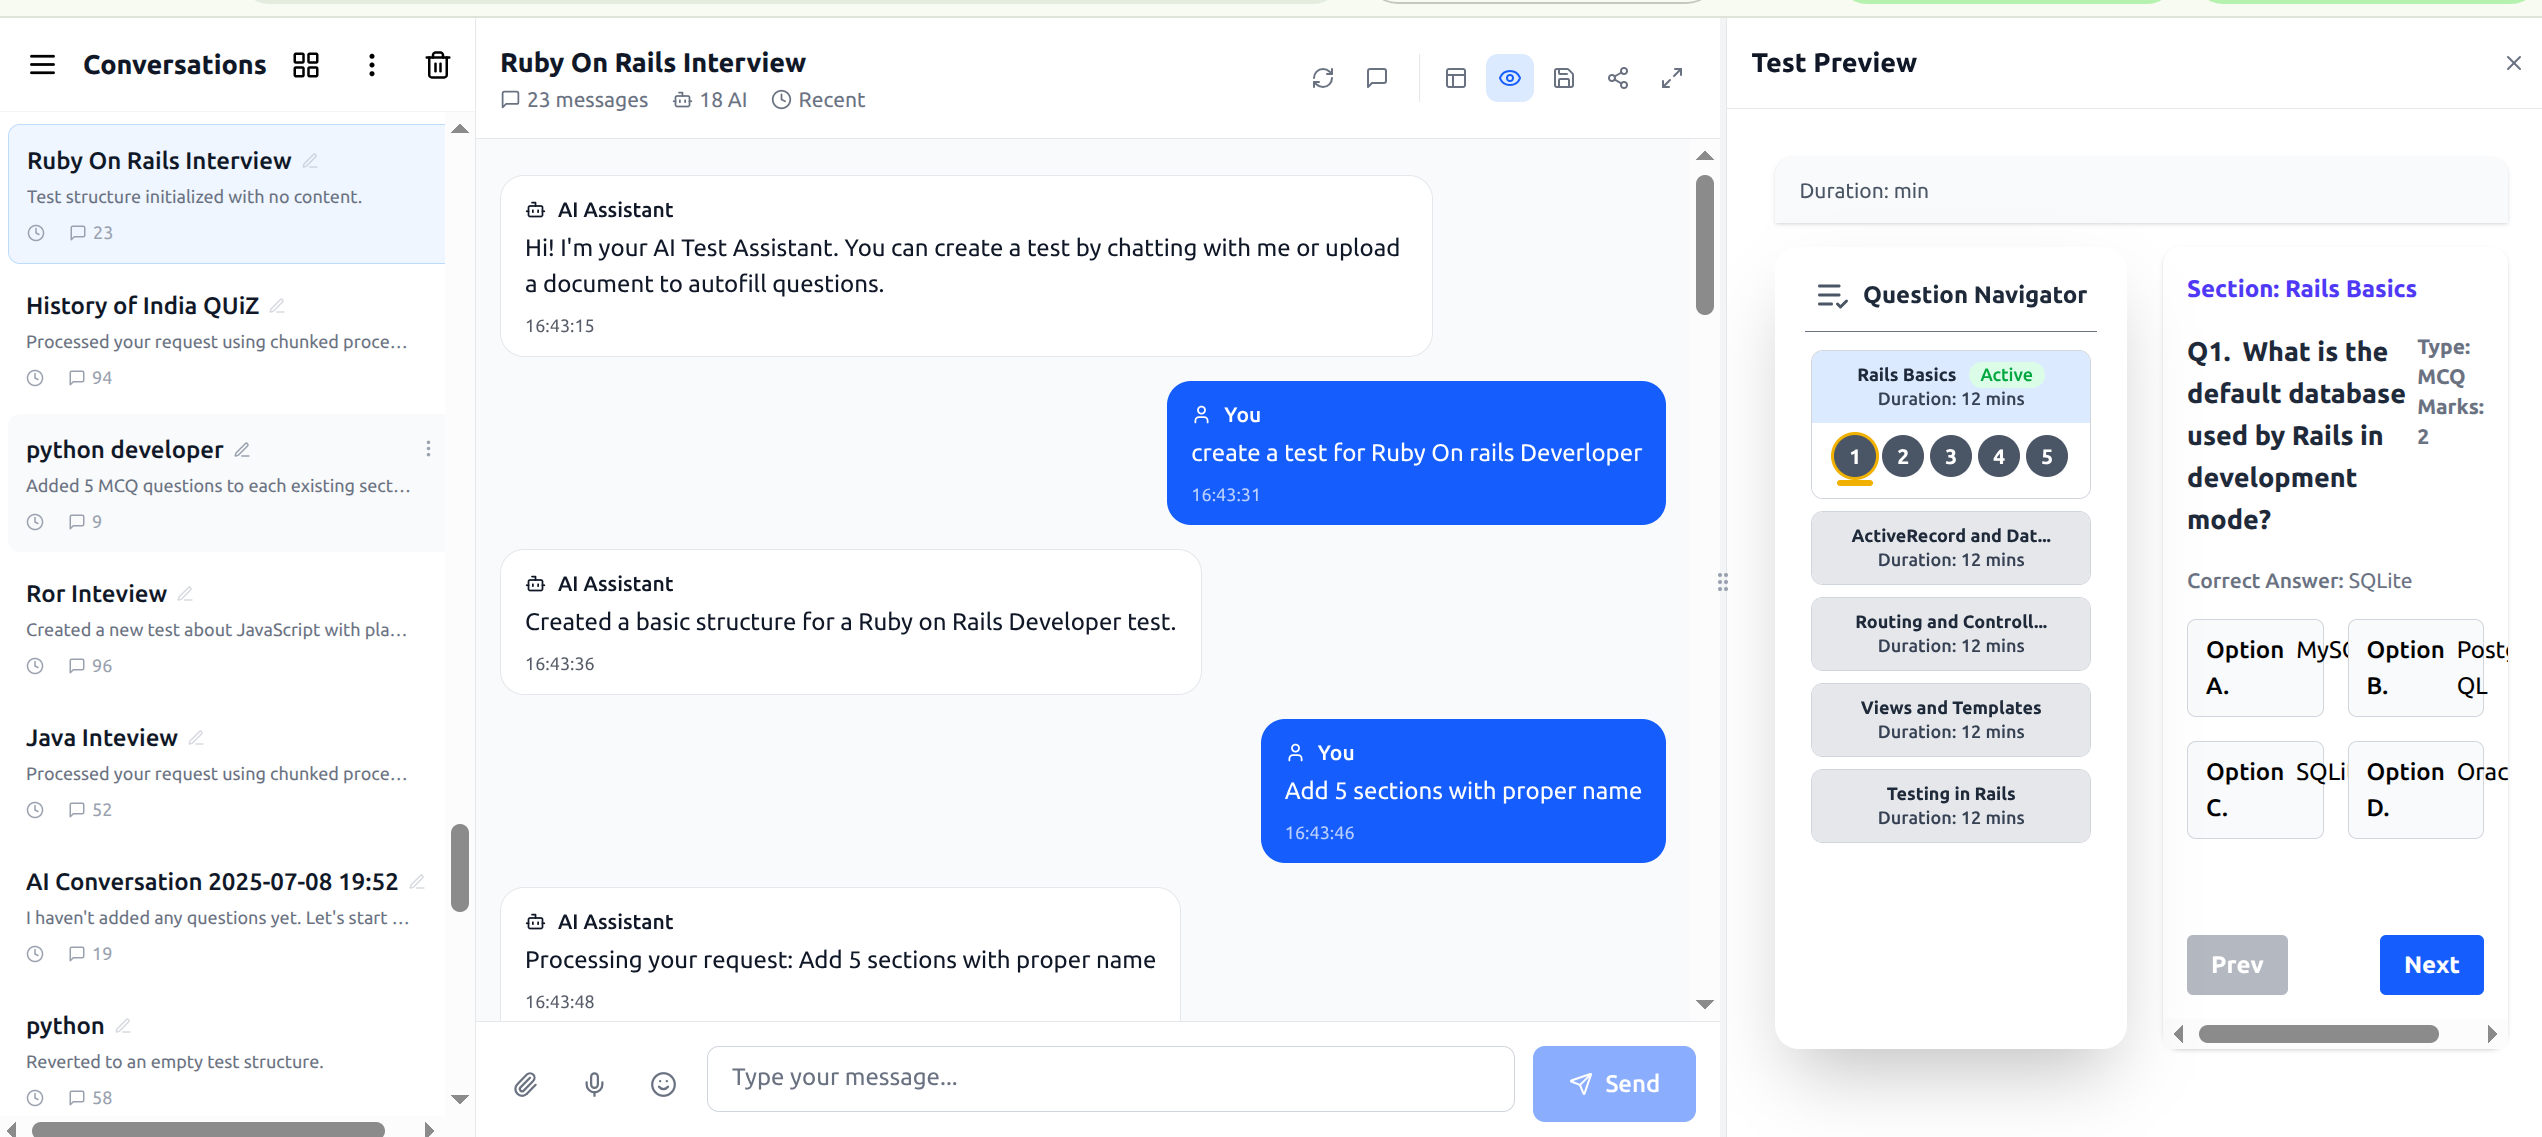 Conversations
Ruby On Rails Interview
Test structure initialized with no content.
23
History of India QUiZ
Processed your request using chunked proce...
94
python developer
Added 5 MCQ questions to each existing sect...
9
Ror Inteview
Created a new test about JavaScript with pla...
96
Java Inteview
Processed your request using chunked proce...
52
AI Conversation 2025-07-08 19:52
I haven't added any questions yet. Let's start ...
19
python
Reverted to an empty test structure.
58
Ruby On Rails Interview
23 messages 18 AI Recent
AI Assistant
Hi! I'm your AI Test Assistant. You can create a test by chatting with me or upload
a document to autofill questions.
16:43:15
You
create a test for Ruby On rails Deverloper
16:43:31
AI Assistant
Created a basic structure for a Ruby on Rails Developer test.
16:43:36
You
Add 5 sections with proper name
16:43:46
AI Assistant
Processing your request: Add 5 sections with proper name
16:43:48
Type your message...
Send
Test Preview
Duration: min
Question Navigator
Rails Basics Active
Duration: 12 mins
1 2 3 4 5
ActiveRecord and Dat...
Duration: 12 mins
Routing and Controll...
Duration: 12 mins
Views and Templates
Duration: 12 mins
Testing in Rails
Duration: 12 mins
Section: Rails Basics
Q1. What is the
default database
used by Rails in
development
mode?
Type:
MCQ
Marks:
2
Correct Answer: SQLite
Option
A.
Option
B.
QL
Option
C.
Option
D.
Prev
Next